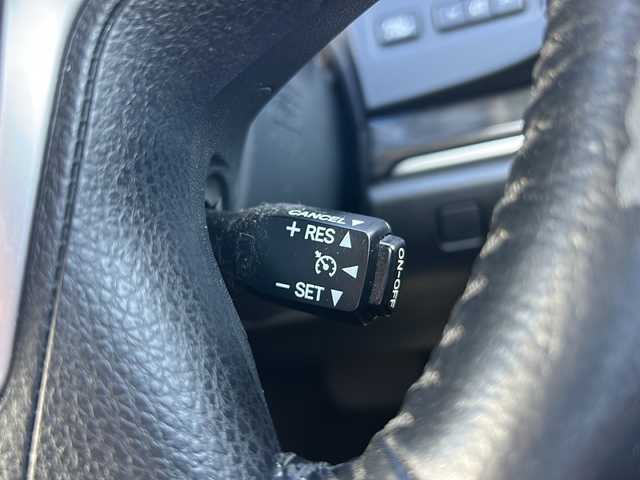 CANCEL ▼
+ RES ▲
◀
− SET ▼
ON-OFF